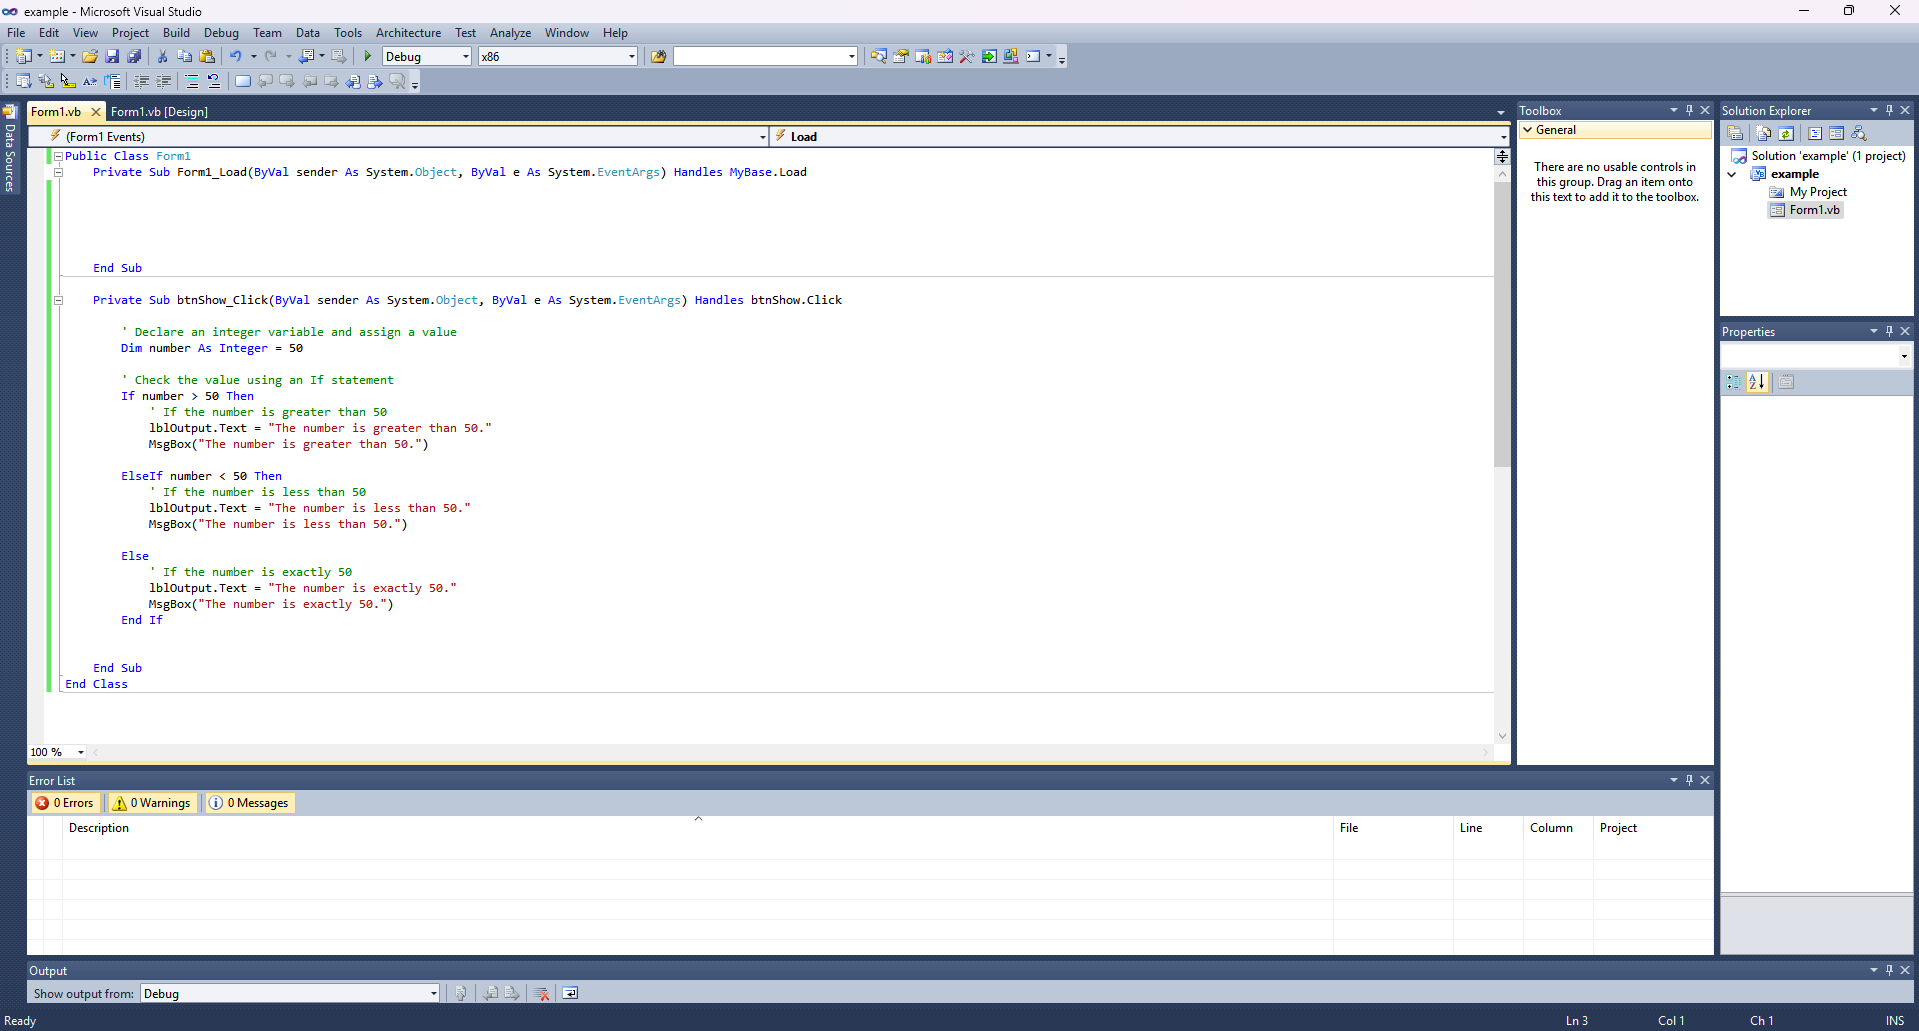 example - Microsoft Visual Studio
File Edit View Project Build Debug Team Data Tools Architecture Test Analyze Window Help
Debug x86
Data Sources
Form1.vb Form1.vb [Design]
(Form1 Events) Load
Public Class Form1
Private Sub Form1_Load(ByVal sender As System.Object, ByVal e As System.EventArgs) Handles MyBase.Load
End Sub
Private Sub btnShow_Click(ByVal sender As System.Object, ByVal e As System.EventArgs) Handles btnShow.Click
' Declare an integer variable and assign a value
Dim number As Integer = 50
' Check the value using an If statement
If number > 50 Then
' If the number is greater than 50
lblOutput.Text = "The number is greater than 50."
MsgBox("The number is greater than 50.")
ElseIf number < 50 Then
' If the number is less than 50
lblOutput.Text = "The number is less than 50."
MsgBox("The number is less than 50.")
Else
' If the number is exactly 50
lblOutput.Text = "The number is exactly 50."
MsgBox("The number is exactly 50.")
End If
End Sub
End Class
100 %
Toolbox
General
There are no usable controls in
this group. Drag an item onto
this text to add it to the toolbox.
Solution Explorer
Solution 'example' (1 project)
example
My Project
Form1.vb
Properties
Error List
0 Errors 0 Warnings 0 Messages
Description File Line Column Project
Output
Show output from: Debug
Ready Ln 3 Col 1 Ch 1 INS